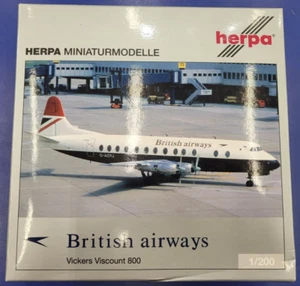 HERPA MINIATURMODELLE
herpa
British airways
British airways
Vickers Viscount 800
1/200